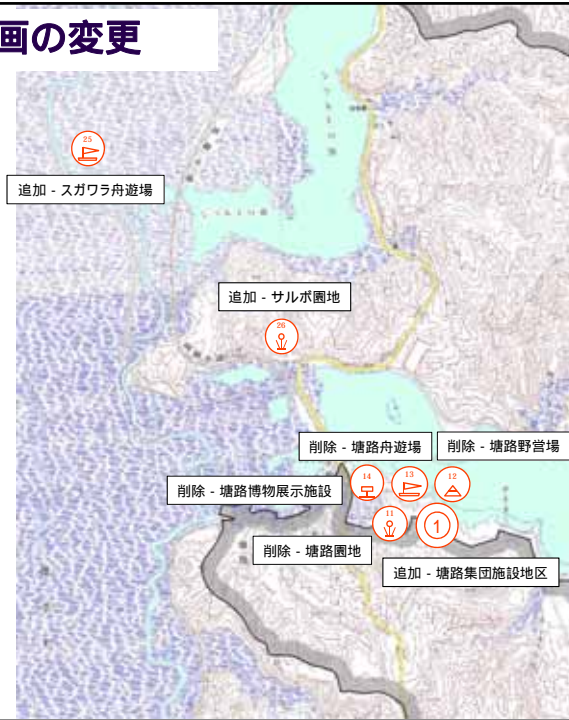 画の変更
25
追加 - スガワラ舟遊場
追加 - サルボ園地
26
削除 - 塘路舟遊場
削除 - 塘路野営場
14
13
12
削除 - 塘路博物展示施設
11
1
削除 - 塘路園地
追加 - 塘路集団施設地区